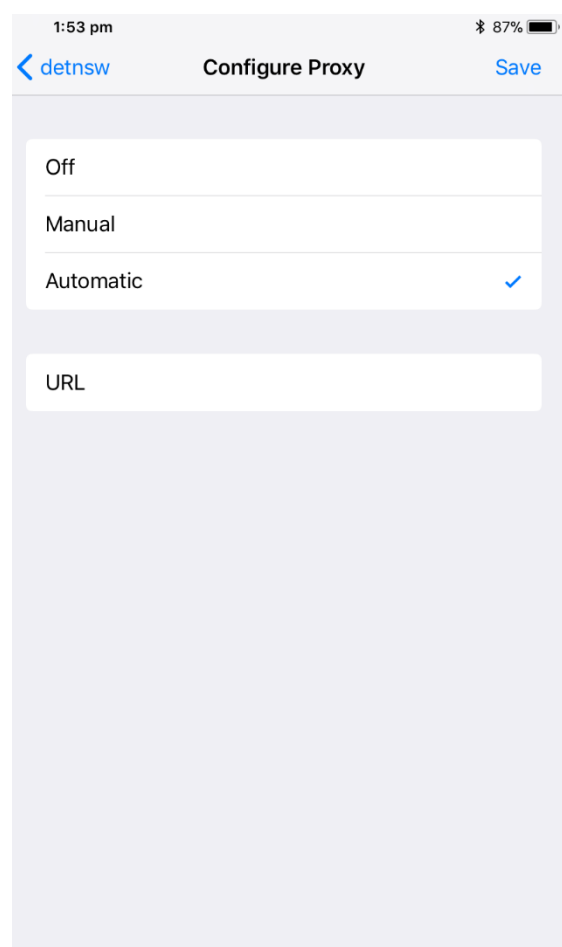 1:53 pm 87%
detnsw Configure Proxy Save
Off
Manual
Automatic
URL